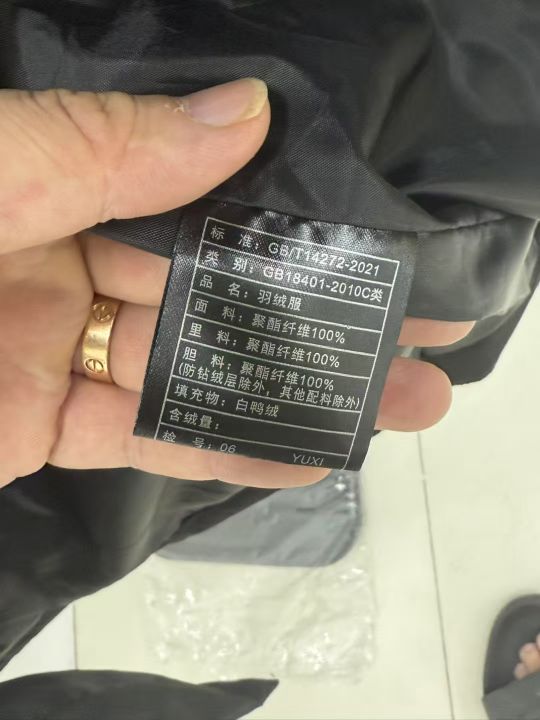 标 准：GB/T14272-2021
类 别：GB18401-2010C类
品 名：羽绒服
面 料：聚酯纤维100%
里 料：聚酯纤维100%
胆 料：聚酯纤维100%
(防钻绒层除外，其他配料除外)
填充物：白鸭绒
含绒量：
检 号：06 YUXI